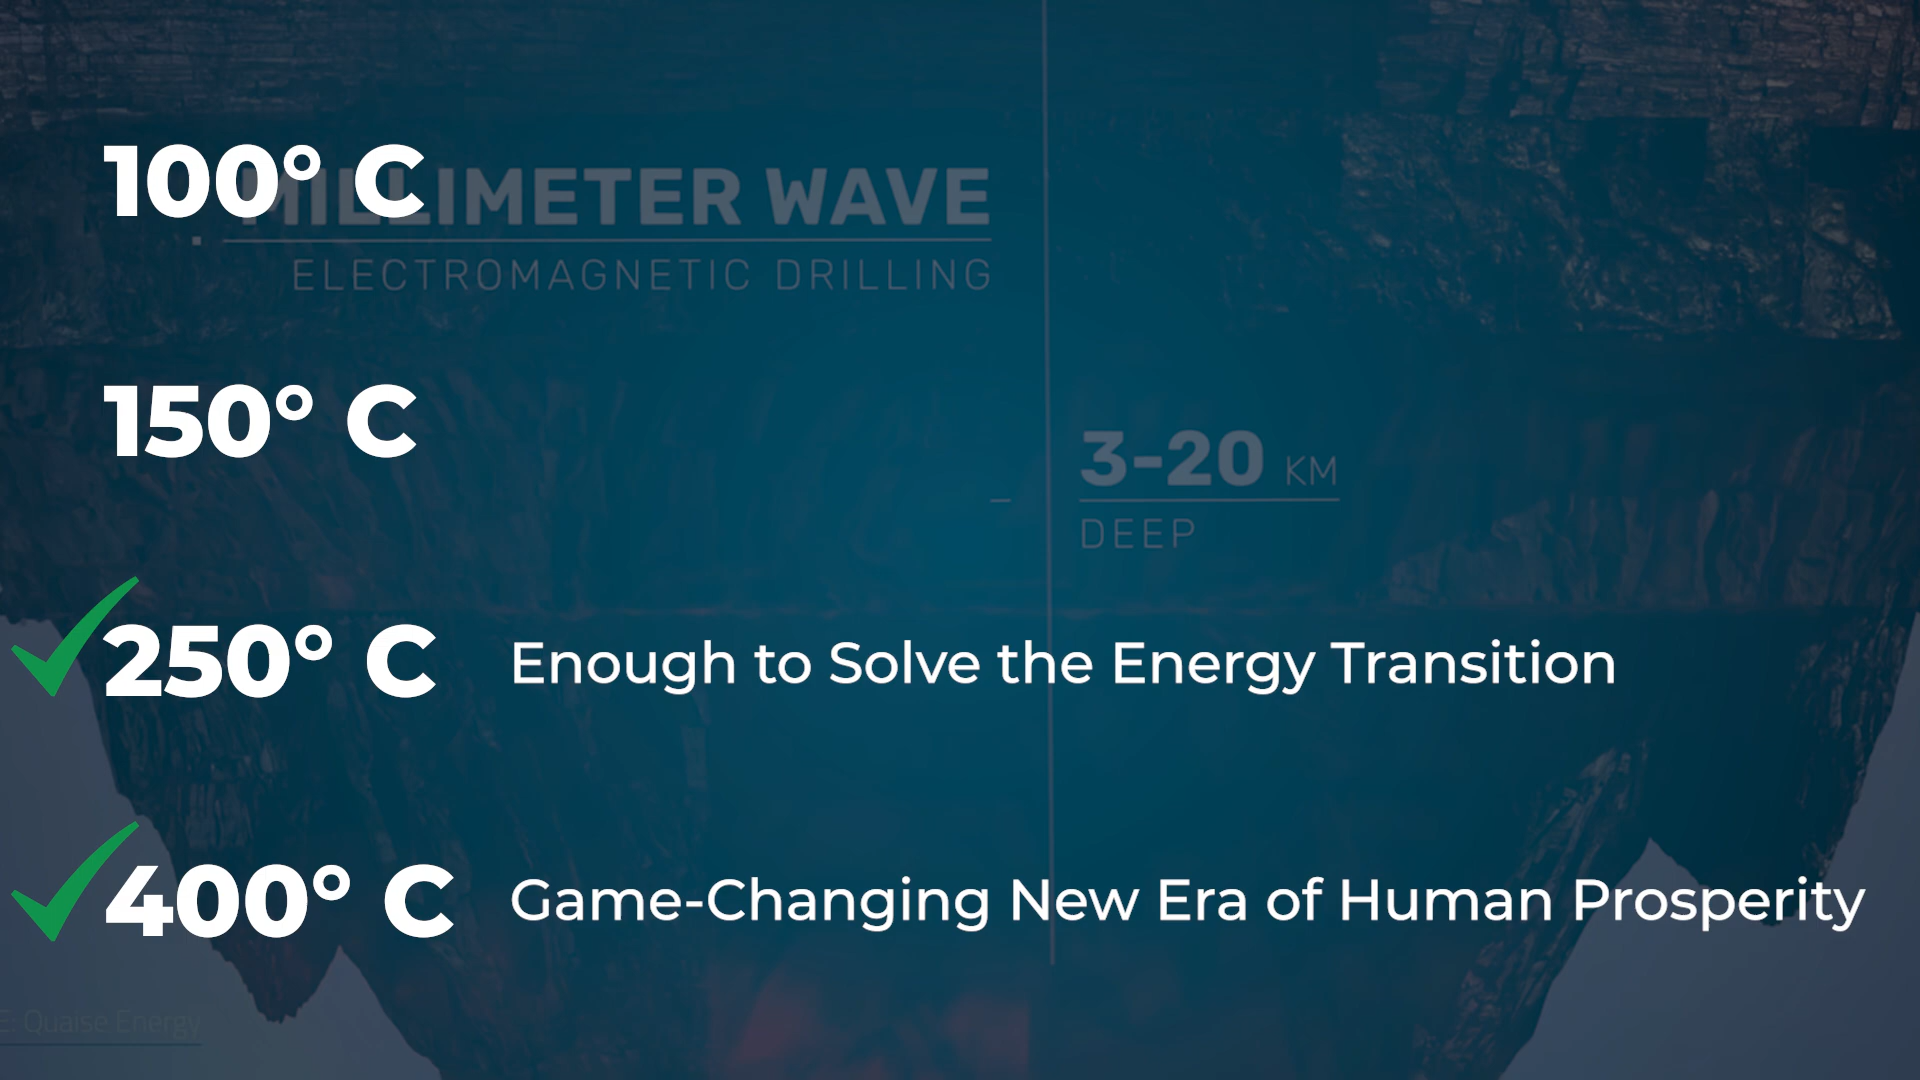 100° C
MILLIMETER WAVE
ELECTROMAGNETIC DRILLING
150° C
3-20 KM
DEEP
250° C Enough to Solve the Energy Transition
400° C Game-Changing New Era of Human Prosperity
E: Quaise Energy